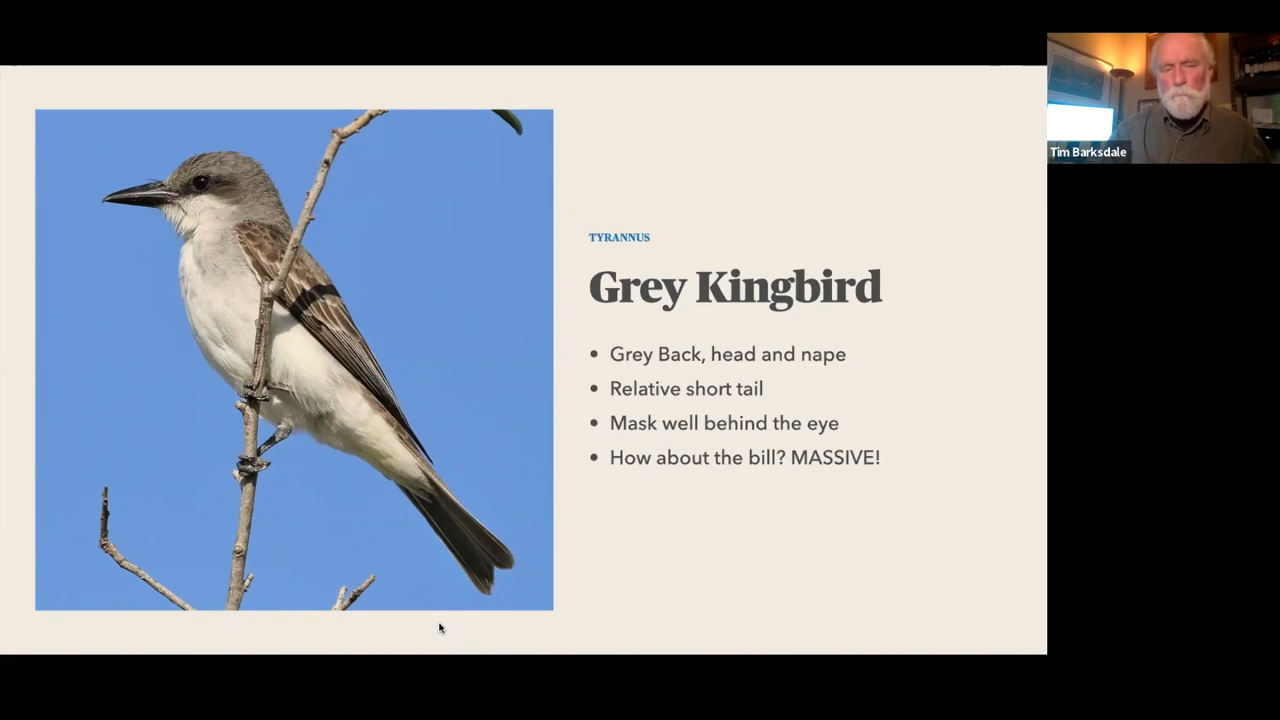 TYRANNUS
Grey Kingbird
• Grey Back, head and nape
• Relative short tail
• Mask well behind the eye
• How about the bill? MASSIVE!
Tim Barksdale